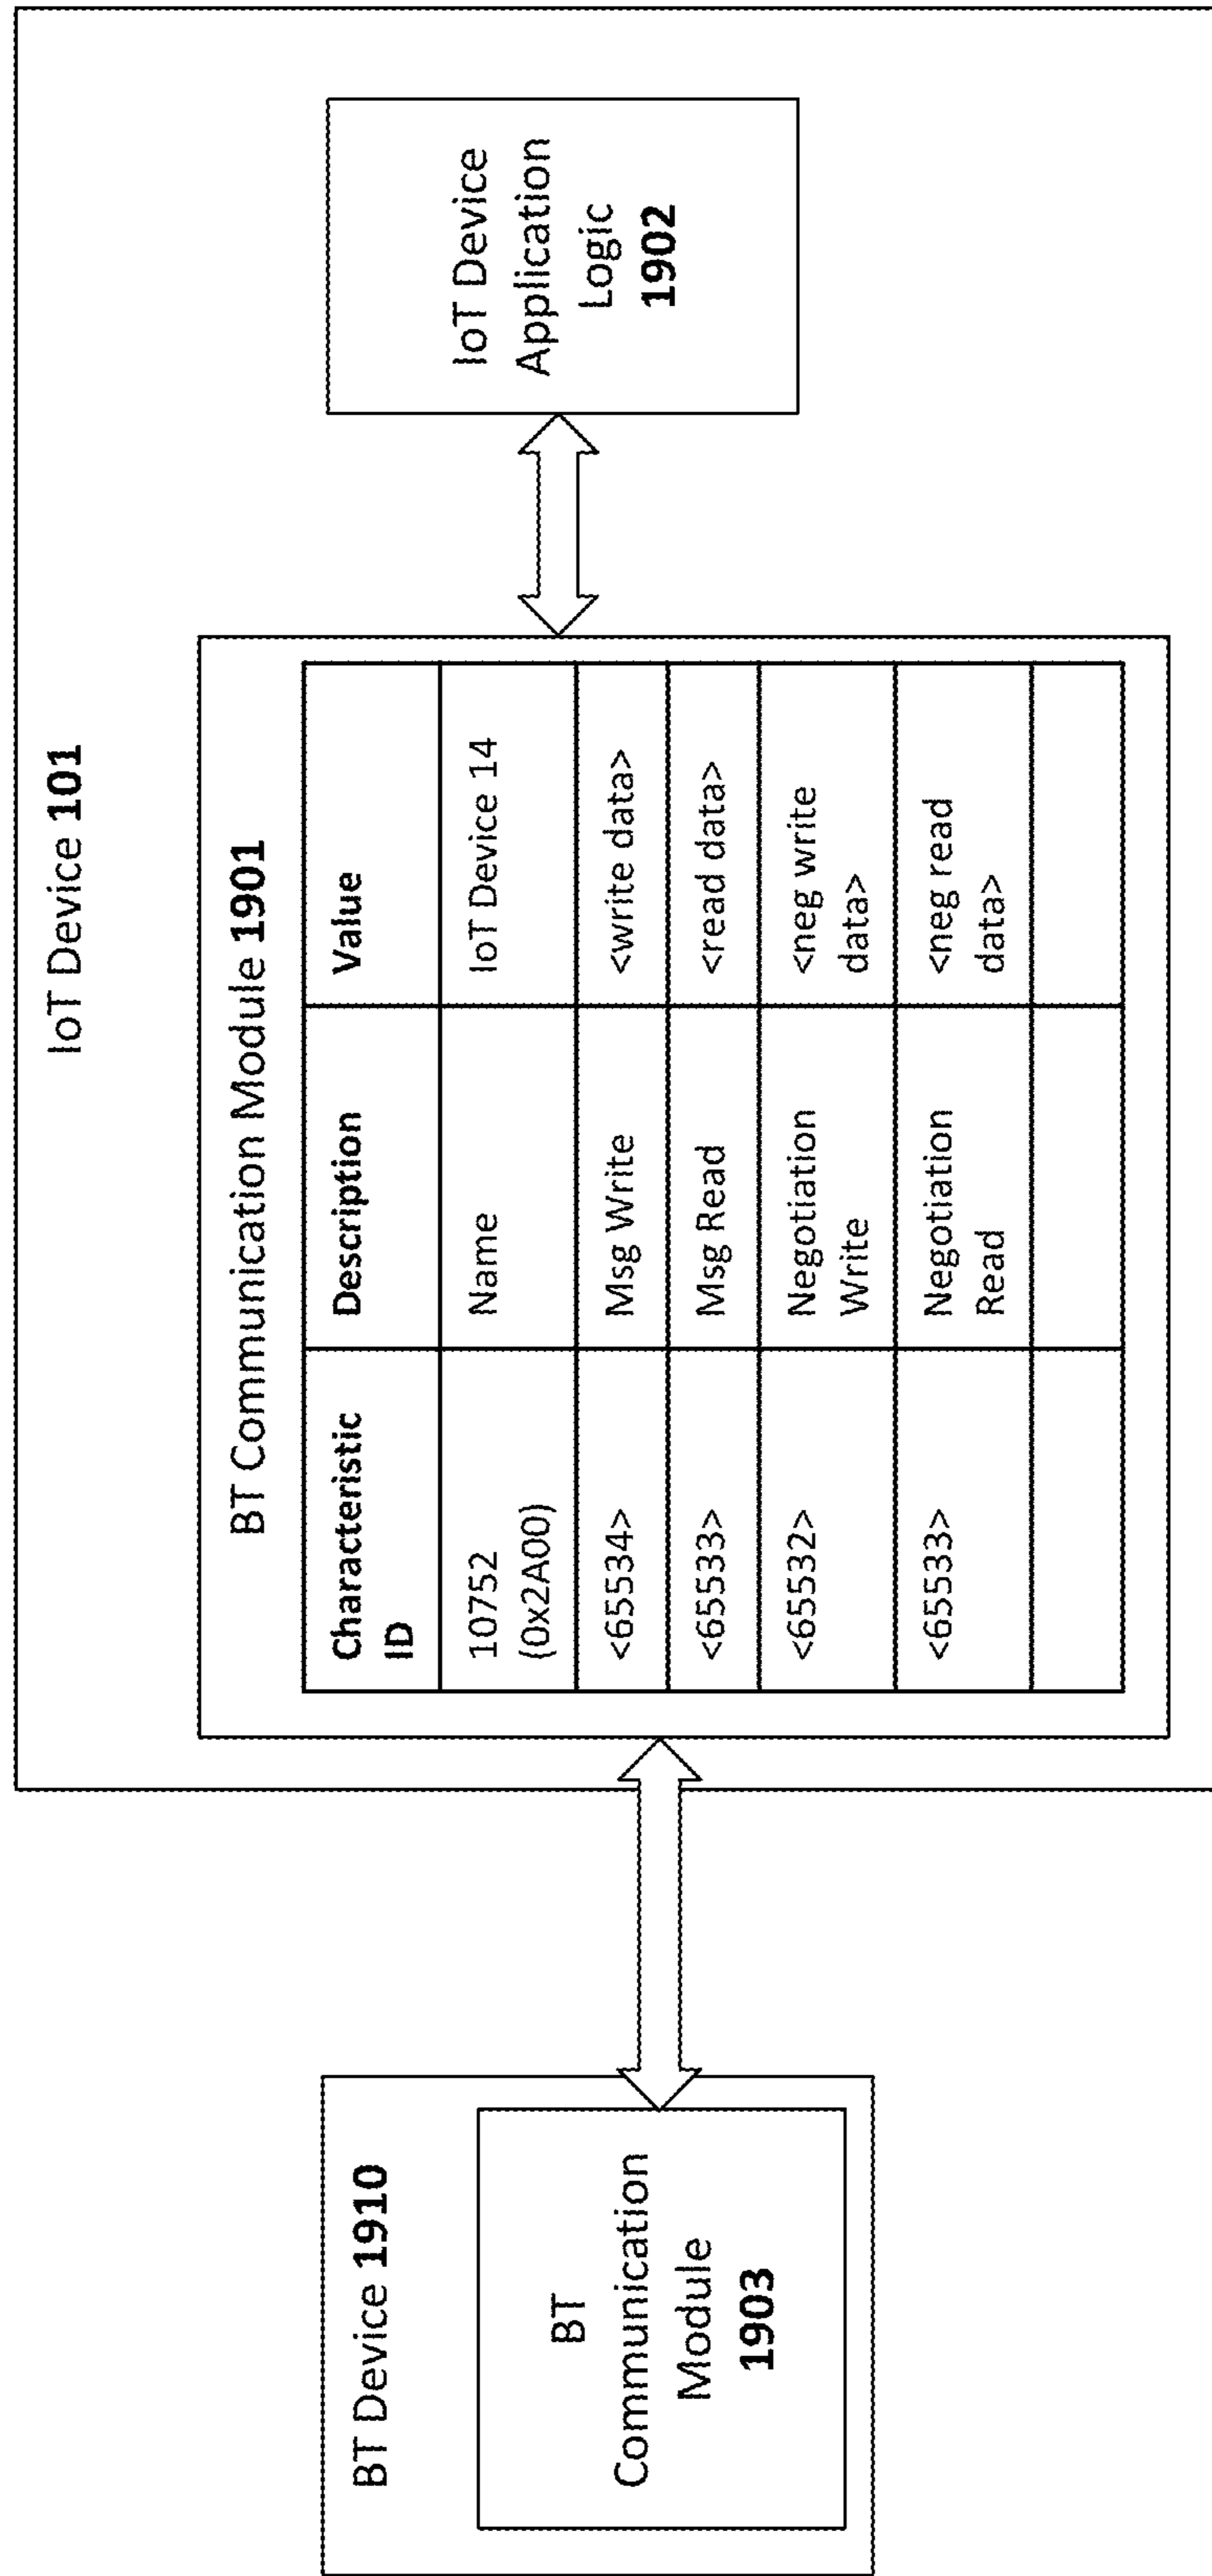 IoT Device 101
BT Device 1910
BT
Communication
Module
1903
BT Communication Module 1901
Characteristic
ID
Description
Value
10752
(0x2A00)
Name
IoT Device 14
<65534>
Msg Write
<write data>
<65533>
Msg Read
<read data>
<65532>
Negotiation
Write
<neg write
data>
<65533>
Negotiation
Read
<neg read
data>
IoT Device
Application
Logic
1902